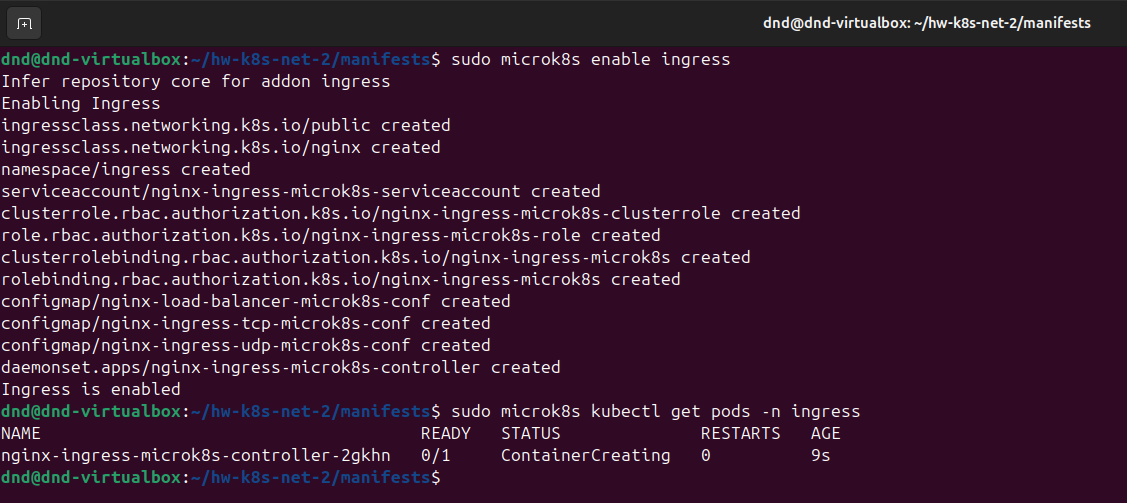 dnd@dnd-virtualbox: ~/hw-k8s-net-2/manifests
dnd@dnd-virtualbox:~/hw-k8s-net-2/manifests$ sudo microk8s enable ingress
Infer repository core for addon ingress
Enabling Ingress
ingressclass.networking.k8s.io/public created
ingressclass.networking.k8s.io/nginx created
namespace/ingress created
serviceaccount/nginx-ingress-microk8s-serviceaccount created
clusterrole.rbac.authorization.k8s.io/nginx-ingress-microk8s-clusterrole created
role.rbac.authorization.k8s.io/nginx-ingress-microk8s-role created
clusterrolebinding.rbac.authorization.k8s.io/nginx-ingress-microk8s created
rolebinding.rbac.authorization.k8s.io/nginx-ingress-microk8s created
configmap/nginx-load-balancer-microk8s-conf created
configmap/nginx-ingress-tcp-microk8s-conf created
configmap/nginx-ingress-udp-microk8s-conf created
daemonset.apps/nginx-ingress-microk8s-controller created
Ingress is enabled
dnd@dnd-virtualbox:~/hw-k8s-net-2/manifests$ sudo microk8s kubectl get pods -n ingress
NAME READY STATUS RESTARTS AGE
nginx-ingress-microk8s-controller-2gkhn 0/1 ContainerCreating 0 9s
dnd@dnd-virtualbox:~/hw-k8s-net-2/manifests$